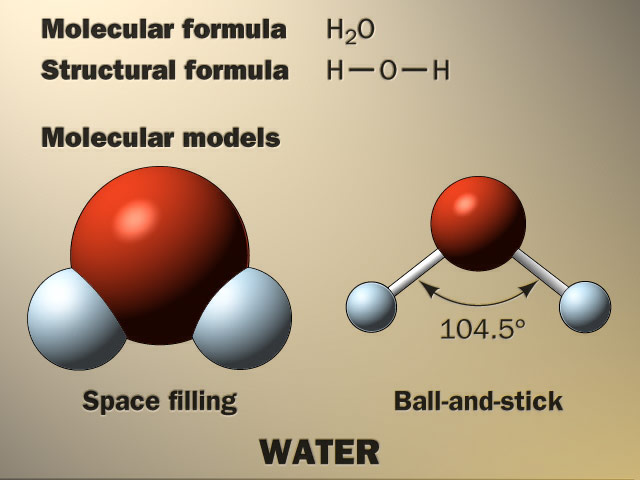 Molecular formula H₂O
Structural formula H—O—H
Molecular models
104.5°
Space filling Ball-and-stick
WATER